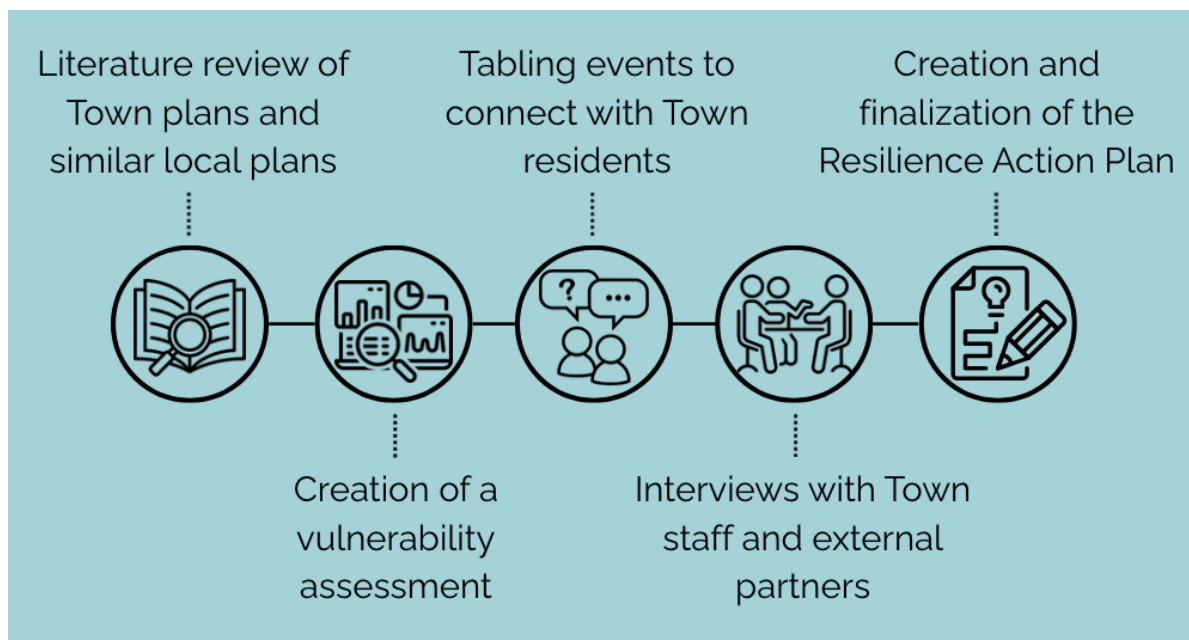 Literature review of
Town plans and
similar local plans
Creation of a
vulnerability
assessment
Tabling events to
connect with Town
residents
?
...
Interviews with Town
staff and external
partners
Creation and
finalization of the
Resilience Action Plan